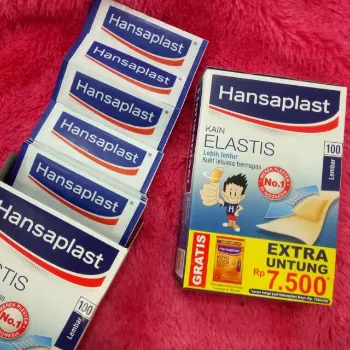 Hansaplast
Hansaplast
Hansaplast
Hansaplast
Hansaplast
Hansaplast
ELASTIS
100
Lembar
No.1
Hansaplast
KAIN
ELASTIS
Lebih lentur
Kulit leluasa bernapas
100
Lembar
No.1
H
GRATIS
Hansaplast
KOYO
EXTRA
UNTUNG
Rp 7.500*